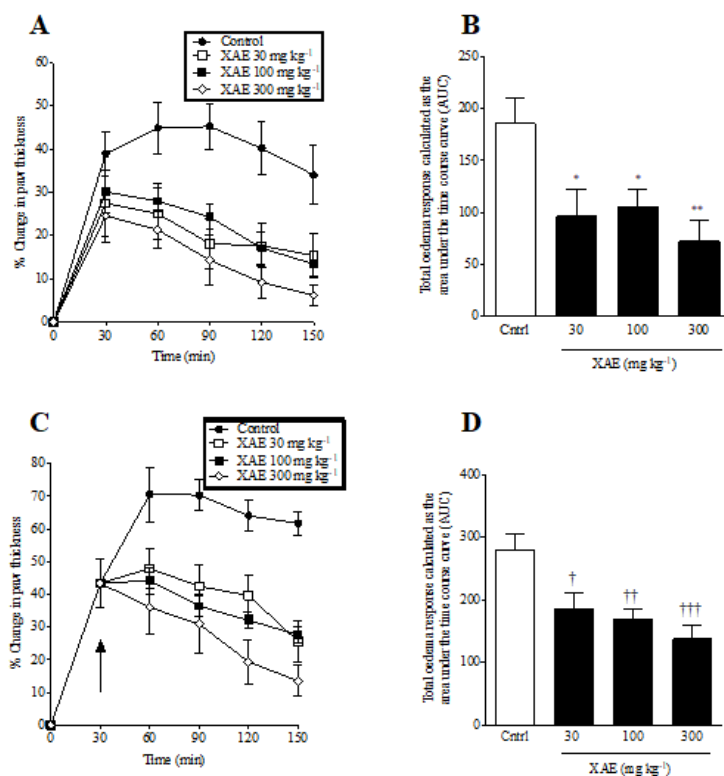 A
Control
XAE 30 mg kg⁻¹
XAE 100 mg kg⁻¹
XAE 300 mg kg⁻¹
% Change in paw thickness
60
50
40
30
20
10
0
0 30 60 90 120 150
Time (min)
B
Total oedema response calculated as the
area under the time course curve (AUC)
250
200
150
100
50
0
* * **
Cntrl 30 100 300
XAE (mg kg⁻¹)
C
Control
XAE 30 mg kg⁻¹
XAE 100 mg kg⁻¹
XAE 300 mg kg⁻¹
% Change in paw thickness
80
70
60
50
40
30
20
10
0
0 30 60 90 120 150
Time (min)
D
Total oedema response calculated as the
area under the time course curve (AUC)
400
300
200
100
0
† †† †††
Cntrl 30 100 300
XAE (mg kg⁻¹)